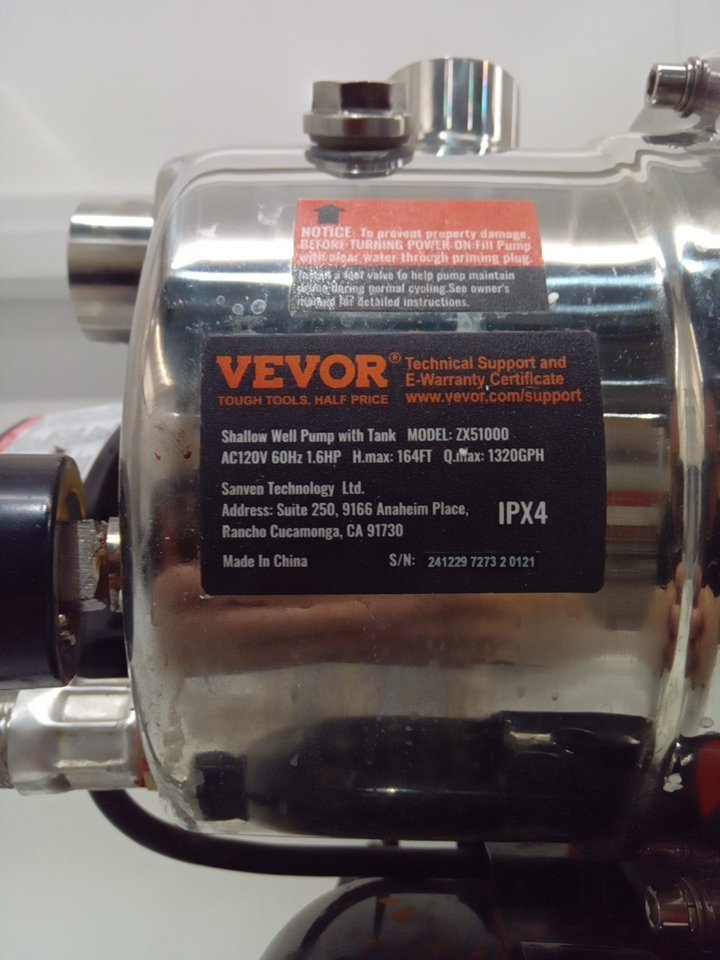 NOTICE: To prevent property damage,
BEFORE TURNING POWER ON:Fill Pump
with clear water through priming plug.
Install a foot valve to help pump maintain
prime during normal cycling.See owner's
manual for detailed instructions.
VEVOR®
TOUGH TOOLS, HALF PRICE
Technical Support and
E-Warranty Certificate
www.vevor.com/support
Shallow Well Pump with Tank MODEL: ZX51000
AC120V 60Hz 1.6HP H.max: 164FT Q.max: 1320GPH
Sanven Technology Ltd.
Address: Suite 250, 9166 Anaheim Place,
Rancho Cucamonga, CA 91730
IPX4
Made In China S/N: 241229 7273 2 0121